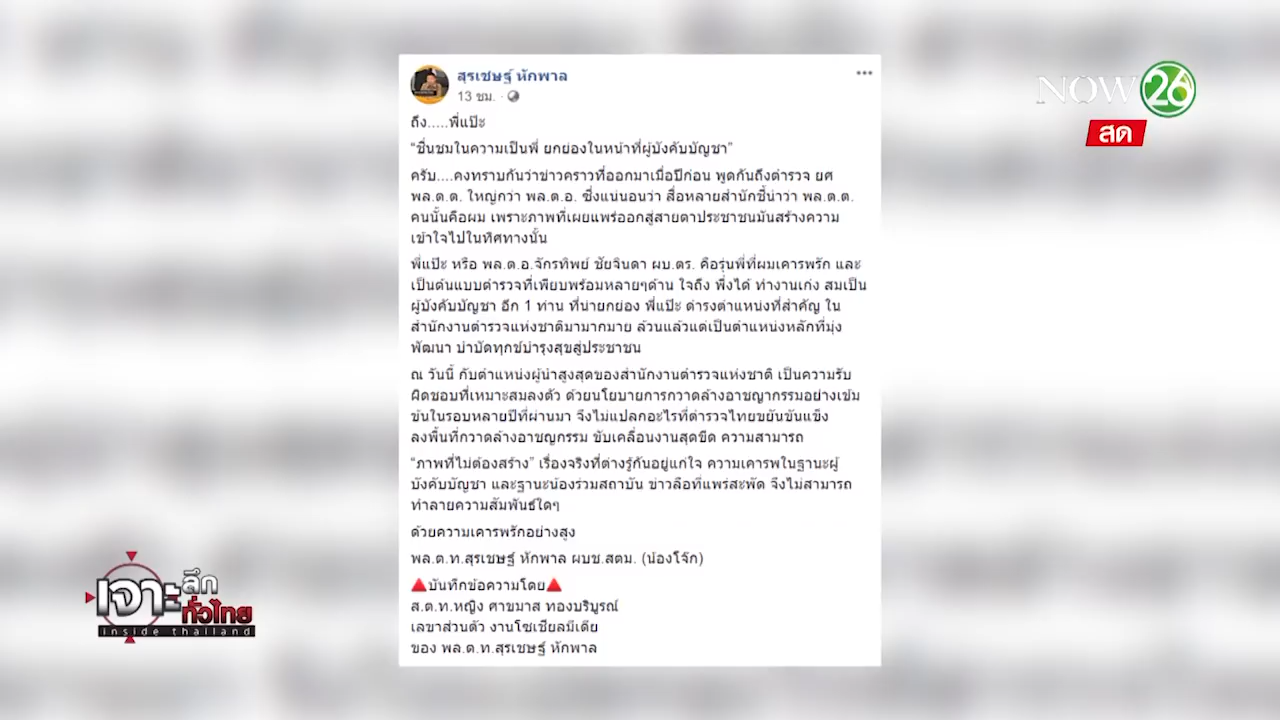 สุรเชษฐ์ หักพาล
13 ชม. ·
ถึง.....พี่แป๊ะ
“ชื่นชมในความเป็นพี่ ยกย่องในหน้าที่ผู้บังคับบัญชา”
ครับ....คงทราบกันว่าข่าวคราวที่ออกมาเมื่อปีก่อน พูดกันถึงตำรวจ ยศ
พล.ต.ต. ใหญ่กว่า พล.ต.อ. ซึ่งแน่นอนว่า สื่อหลายสำนักชี้นำว่า พล.ต.ต.
คนนั้นคือผม เพราะภาพที่เผยแพร่ออกสู่สายตาประชาชนมันสร้างความ
เข้าใจไปในทิศทางนั้น
พี่แป๊ะ หรือ พล.ต.อ.จักรทิพย์ ชัยจินดา ผบ.ตร. คือรุ่นพี่ที่ผมเคารพรัก และ
เป็นต้นแบบตำรวจที่เพียบพร้อมหลายๆด้าน ใจถึง พึ่งได้ ทำงานเก่ง สมเป็น
ผู้บังคับบัญชา อีก 1 ท่าน ที่น่ายกย่อง พี่แป๊ะ ดำรงตำแหน่งที่สำคัญ ใน
สำนักงานตำรวจแห่งชาติมามากมาย ล้วนแล้วแต่เป็นตำแหน่งหลักที่มุ่ง
พัฒนา บำบัดทุกข์บำรุงสุขสู่ประชาชน
ณ วันนี้ กับตำแหน่งผู้นำสูงสุดของสำนักงานตำรวจแห่งชาติ เป็นความรับ
ผิดชอบที่เหมาะสมลงตัว ด้วยนโยบายการกวาดล้างอาชญากรรมอย่างเข้ม
ข้นในรอบหลายปีที่ผ่านมา จึงไม่แปลกอะไรที่ตำรวจไทยขยันขันแข็ง
ลงพื้นที่กวาดล้างอาชญกรรม ขับเคลื่อนงานสุดขีด ความสามารถ
“ภาพที่ไม่ต้องสร้าง” เรื่องจริงที่ต่างรู้กันอยู่แก่ใจ ความเคารพในฐานะผู้
บังคับบัญชา และฐานะน้องร่วมสถาบัน ข่าวลือที่แพร่สะพัด จึงไม่สามารถ
ทำลายความสัมพันธ์ใดๆ
ด้วยความเคารพรักอย่างสูง
พล.ต.ท.สุรเชษฐ์ หักพาล ผบช.สตม. (น้องโจ๊ก)
🔺บันทึกข้อความโดย🔺
ส.ต.ท.หญิง ศาขมาส ทองบริบูรณ์
เลขาส่วนตัว งานโซเชียลมีเดีย
ของ พล.ต.ท.สุรเชษฐ์ หักพาล
NOW 26
สด
เจาะลึก
ทั่วไทย
inside thailand